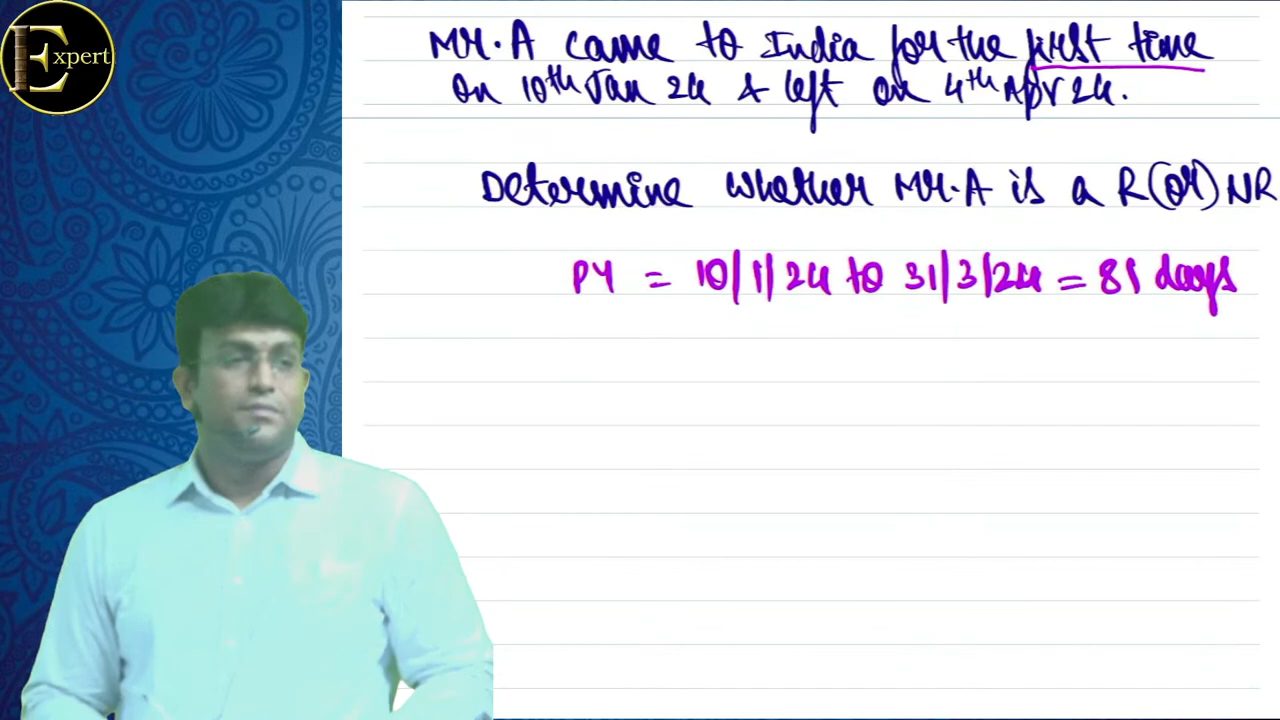 Expert
Mr. A came to India for the first time
on 10th Jan 24 & left on 4th Apr 24.
Determine whether Mr. A is a R (or) NR
PY = 10/1/24 to 31/3/24 = 81 days